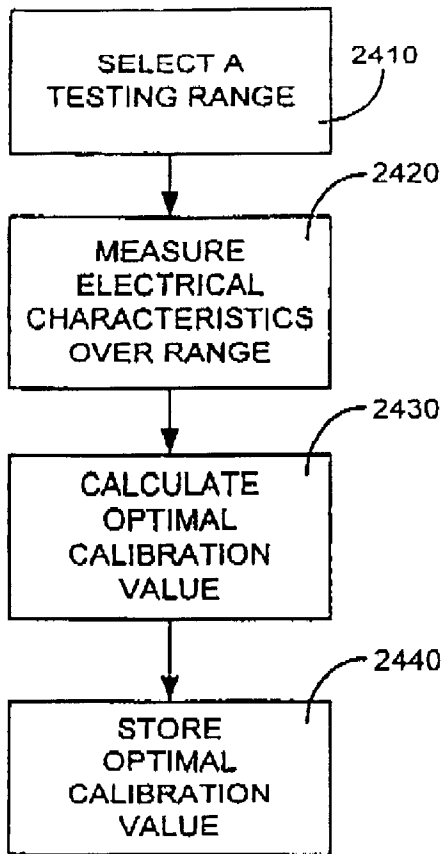 SELECT A
TESTING RANGE
2410
2420
MEASURE
ELECTRICAL
CHARACTERISTICS
OVER RANGE
2430
CALCULATE
OPTIMAL
CALIBRATION
VALUE
2440
STORE
OPTIMAL
CALIBRATION
VALUE